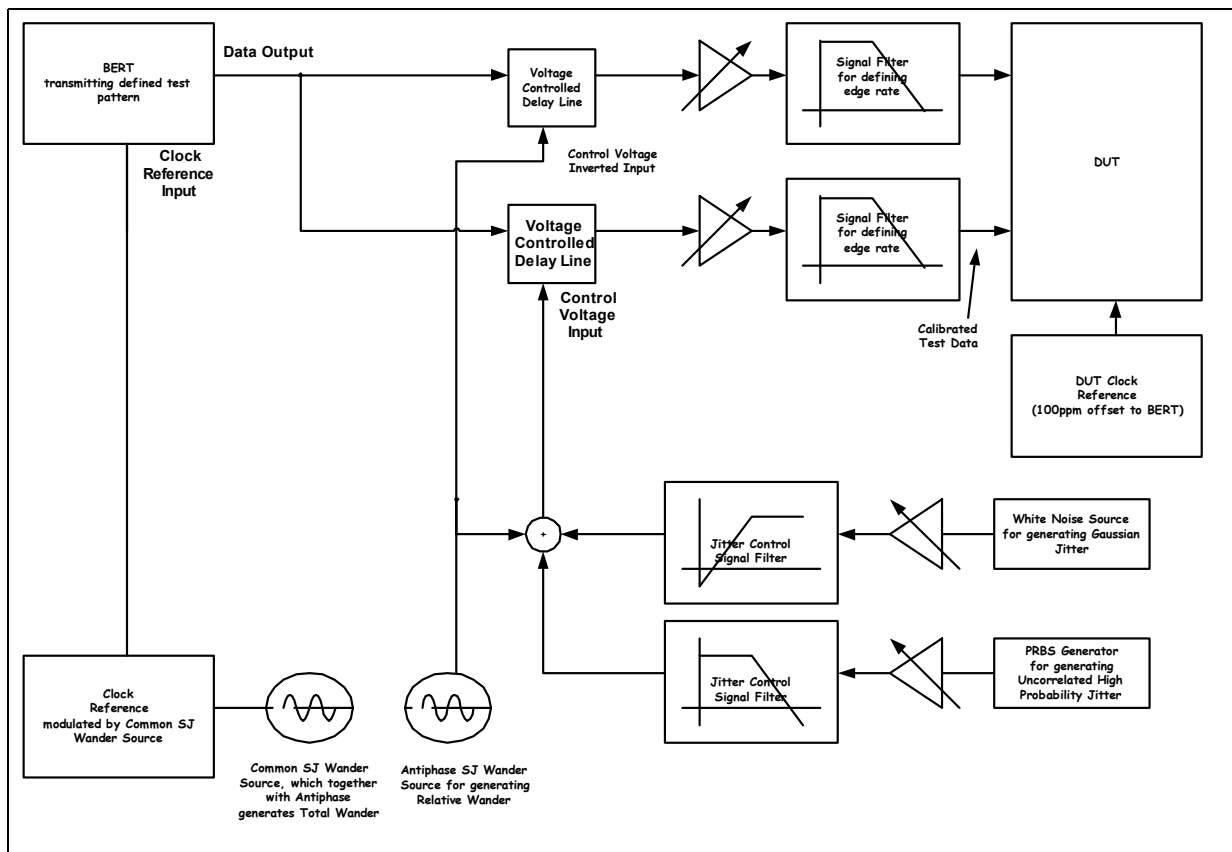 BERT
transmitting defined test
pattern
Data Output
Clock
Reference
Input
Voltage
Controlled
Delay Line
Control Voltage
Inverted Input
Signal Filter
for defining
edge rate
DUT
Voltage
Controlled
Delay Line
Control
Voltage
Input
Signal Filter
for defining
edge rate
Calibrated
Test Data
DUT Clock
Reference
(100ppm offset to BERT)
+
Jitter Control
Signal Filter
White Noise Source
for generating Gaussian
Jitter
Jitter Control
Signal Filter
PRBS Generator
for generating
Uncorrelated High
Probability Jitter
Clock
Reference
modulated by Common SJ
Wander Source
Common SJ Wander
Source, which together
with Antiphase
generates Total Wander
Antiphase SJ Wander
Source for generating
Relative Wander